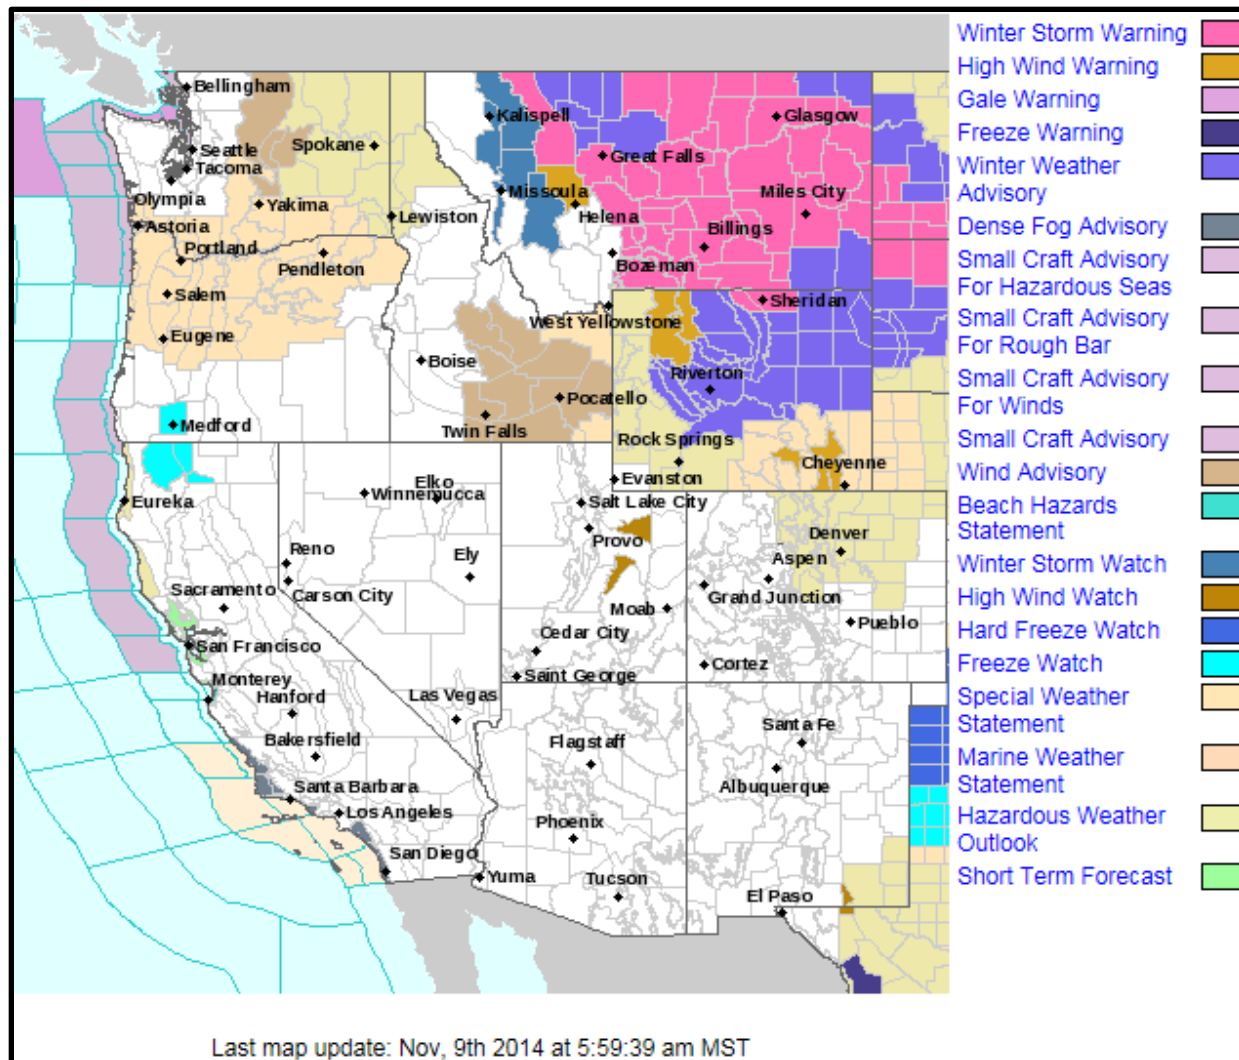 Bellingham
Seattle
Tacoma
Olympia
Spokane
Yakima
Astoria
Portland
Pendleton
Lewiston
Salem
Eugene
Medford
Kalispell
Missoula
Great Falls
Helena
Glasgow
Miles City
Billings
Bozeman
West Yellowstone
Sheridan
Boise
Pocatello
Twin Falls
Riverton
Rock Springs
Evanston
Cheyenne
Eureka
Winnemucca
Elko
Salt Lake City
Provo
Denver
Aspen
Reno
Carson City
Ely
Sacramento
San Francisco
Moab
Grand Junction
Pueblo
Cedar City
Saint George
Cortez
Monterey
Hanford
Las Vegas
Bakersfield
Flagstaff
Santa Fe
Albuquerque
Santa Barbara
Los Angeles
Phoenix
San Diego
Yuma
Tucson
El Paso
Winter Storm Warning
High Wind Warning
Gale Warning
Freeze Warning
Winter Weather
Advisory
Dense Fog Advisory
Small Craft Advisory
For Hazardous Seas
Small Craft Advisory
For Rough Bar
Small Craft Advisory
For Winds
Small Craft Advisory
Wind Advisory
Beach Hazards
Statement
Winter Storm Watch
High Wind Watch
Hard Freeze Watch
Freeze Watch
Special Weather
Statement
Marine Weather
Statement
Hazardous Weather
Outlook
Short Term Forecast
Last map update: Nov, 9th 2014 at 5:59:39 am MST